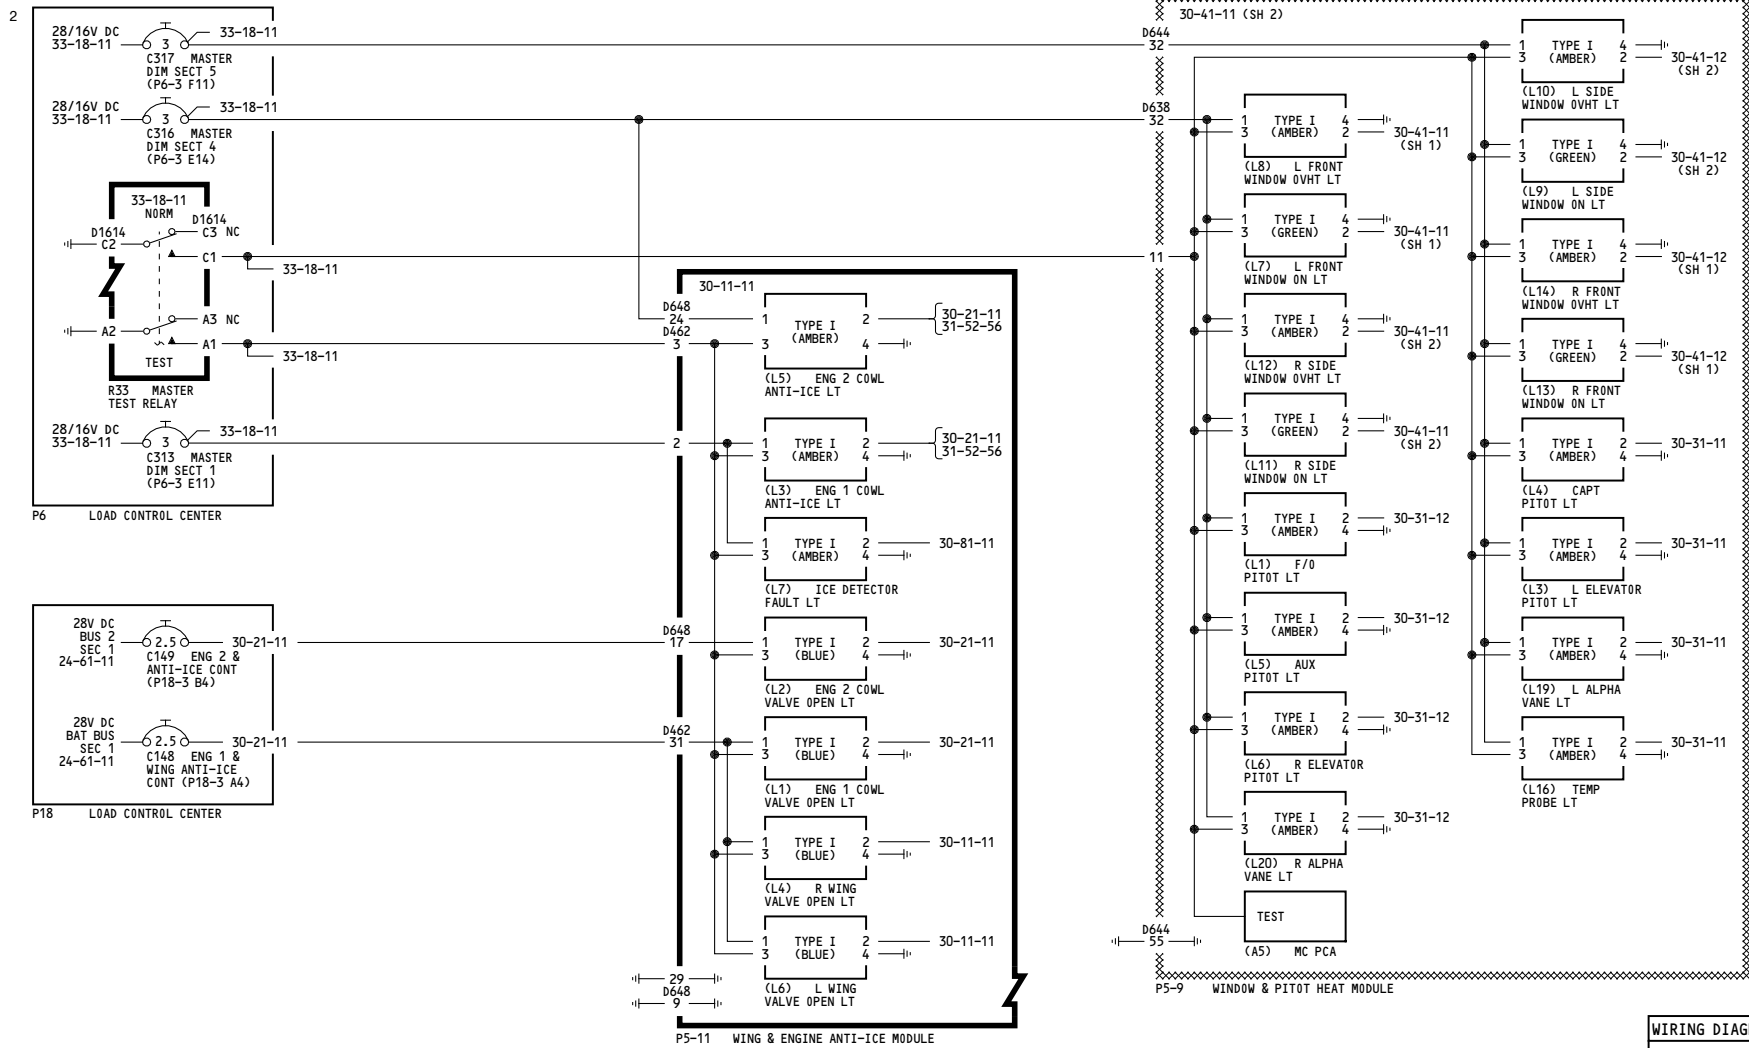 2
28/16V DC
33-18-11
3
33-18-11
C317 MASTER
DIM SECT 5
(P6-3 F11)
28/16V DC
33-18-11
3
33-18-11
C316 MASTER
DIM SECT 4
(P6-3 E14)
33-18-11
NORM
D1614
C3 NC
D1614
C2
C1
33-18-11
A3 NC
A2
A1
33-18-11
TEST
R33 MASTER
TEST RELAY
28/16V DC
33-18-11
3
33-18-11
C313 MASTER
DIM SECT 1
(P6-3 E11)
P6 LOAD CONTROL CENTER
28V DC
BUS 2
SEC 1
24-61-11
2.5
30-21-11
C149 ENG 2 &
ANTI-ICE CONT
(P18-3 B4)
28V DC
BAT BUS
SEC 1
24-61-11
2.5
30-21-11
C148 ENG 1 &
WING ANTI-ICE
CONT (P18-3 A4)
P18 LOAD CONTROL CENTER
30-11-11
D648
24
D462
3
2
D648
17
D462
31
29
D648
9
1 TYPE I 2
(AMBER)
3 4
30-21-11
31-52-56
(L5) ENG 2 COWL
ANTI-ICE LT
1 TYPE I 2
3 (AMBER) 4
30-21-11
31-52-56
(L3) ENG 1 COWL
ANTI-ICE LT
1 TYPE I 2 30-81-11
3 (AMBER) 4
(L7) ICE DETECTOR
FAULT LT
1 TYPE I 2 30-21-11
3 (BLUE) 4
(L2) ENG 2 COWL
VALVE OPEN LT
1 TYPE I 2 30-21-11
3 (BLUE) 4
(L1) ENG 1 COWL
VALVE OPEN LT
1 TYPE I 2 30-11-11
3 (BLUE) 4
(L4) R WING
VALVE OPEN LT
1 TYPE I 2 30-11-11
3 (BLUE) 4
(L6) L WING
VALVE OPEN LT
P5-11 WING & ENGINE ANTI-ICE MODULE
30-41-11 (SH 2)
D644
32
D638
32
11
D644
55
1 TYPE I 4
3 (AMBER) 2 30-41-11
(SH 1)
(L8) L FRONT
WINDOW OVHT LT
1 TYPE I 4
3 (GREEN) 2 30-41-11
(SH 1)
(L7) L FRONT
WINDOW ON LT
1 TYPE I 4
3 (AMBER) 2 30-41-11
(SH 2)
(L12) R SIDE
WINDOW OVHT LT
1 TYPE I 4
3 (GREEN) 2 30-41-11
(SH 2)
(L11) R SIDE
WINDOW ON LT
1 TYPE I 2 30-31-12
3 (AMBER) 4
(L1) F/O
PITOT LT
1 TYPE I 2 30-31-12
3 (AMBER) 4
(L5) AUX
PITOT LT
1 TYPE I 2 30-31-12
3 (AMBER) 4
(L6) R ELEVATOR
PITOT LT
1 TYPE I 2 30-31-12
3 (AMBER) 4
(L20) R ALPHA
VANE LT
TEST
(A5) MC PCA
1 TYPE I 4
3 (AMBER) 2 30-41-12
(SH 2)
(L10) L SIDE
WINDOW OVHT LT
1 TYPE I 4
3 (GREEN) 2 30-41-12
(SH 2)
(L9) L SIDE
WINDOW ON LT
1 TYPE I 4
3 (AMBER) 2 30-41-12
(SH 1)
(L14) R FRONT
WINDOW OVHT LT
1 TYPE I 4
3 (GREEN) 2 30-41-12
(SH 1)
(L13) R FRONT
WINDOW ON LT
1 TYPE I 2 30-31-11
3 (AMBER) 4
(L4) CAPT
PITOT LT
1 TYPE I 2 30-31-11
3 (AMBER) 4
(L3) L ELEVATOR
PITOT LT
1 TYPE I 2 30-31-11
3 (AMBER) 4
(L19) L ALPHA
VANE LT
1 TYPE I 2 30-31-11
3 (AMBER) 4
(L16) TEMP
PROBE LT
P5-9 WINDOW & PITOT HEAT MODULE
WIRING DIAG